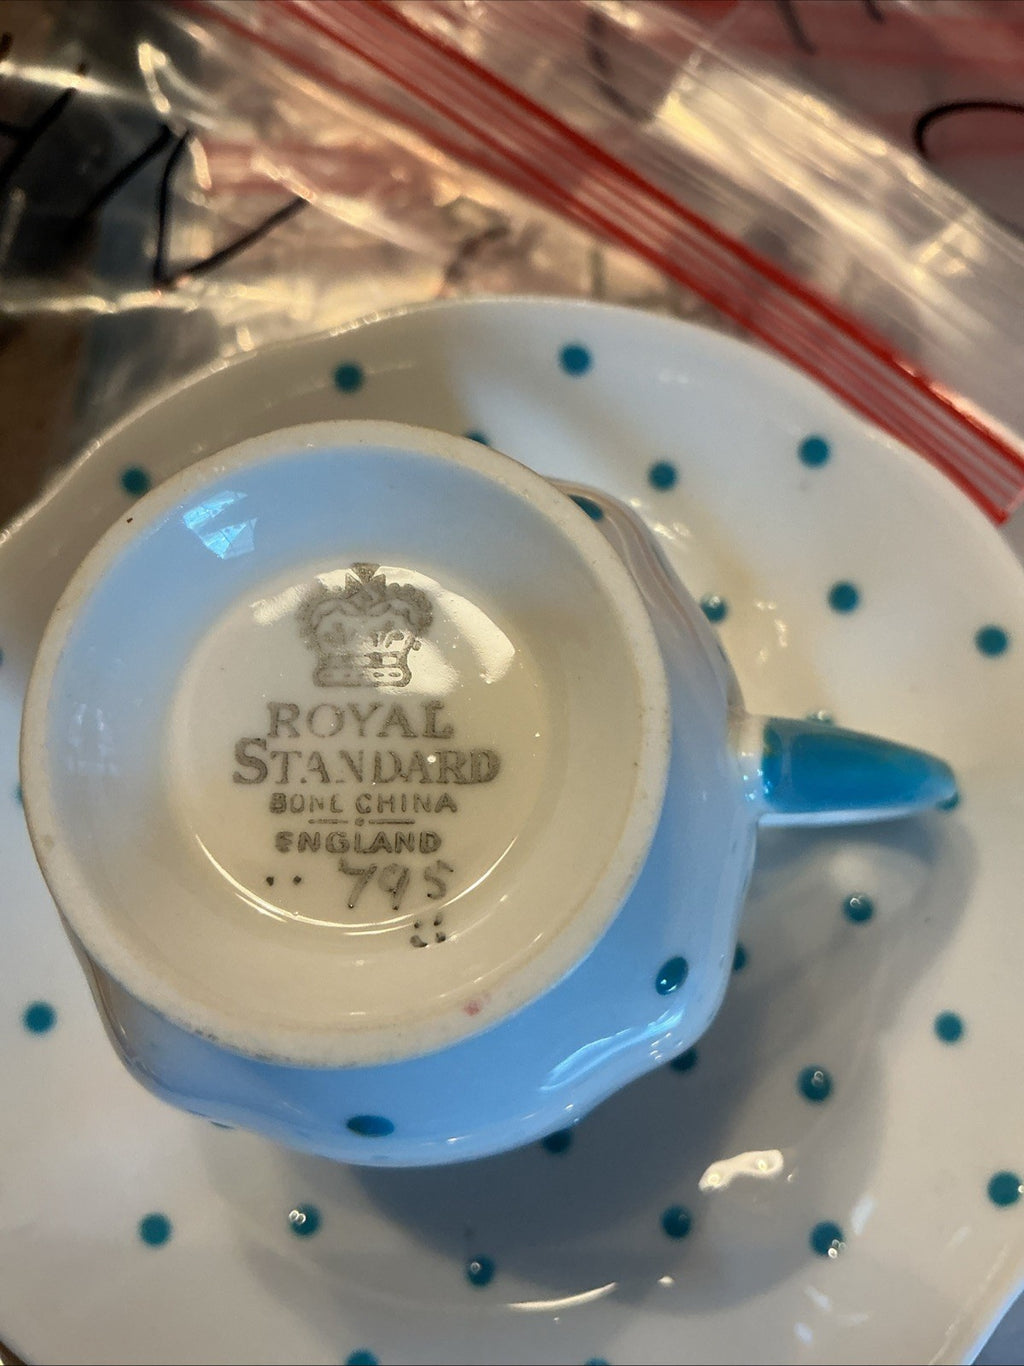 ROYAL
STANDARD
BONE CHINA
ENGLAND
795